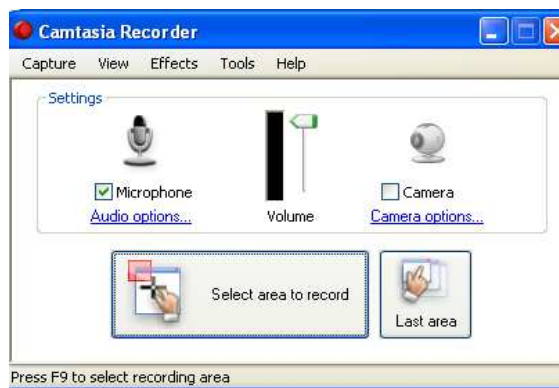 Camtasia Recorder
Capture View Effects Tools Help
Settings
Microphone Camera
Audio options... Volume Camera options...
Select area to record
Last area
Press F9 to select recording area